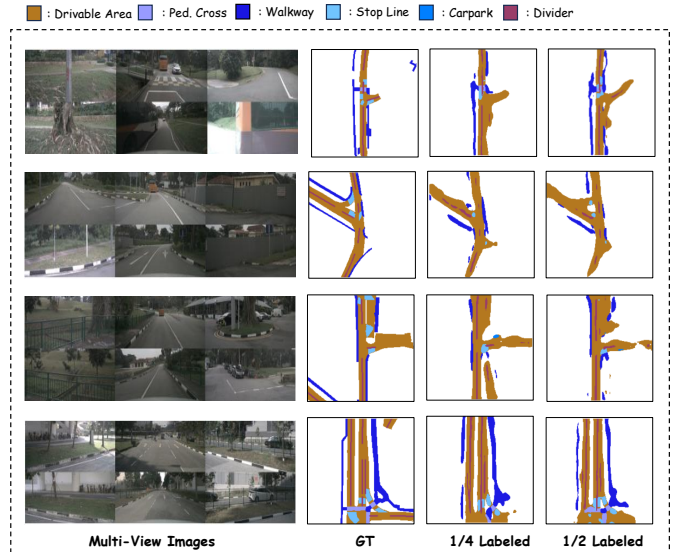 : Drivable Area : Ped. Cross : Walkway : Stop Line : Carpark : Divider
Multi-View Images GT 1/4 Labeled 1/2 Labeled